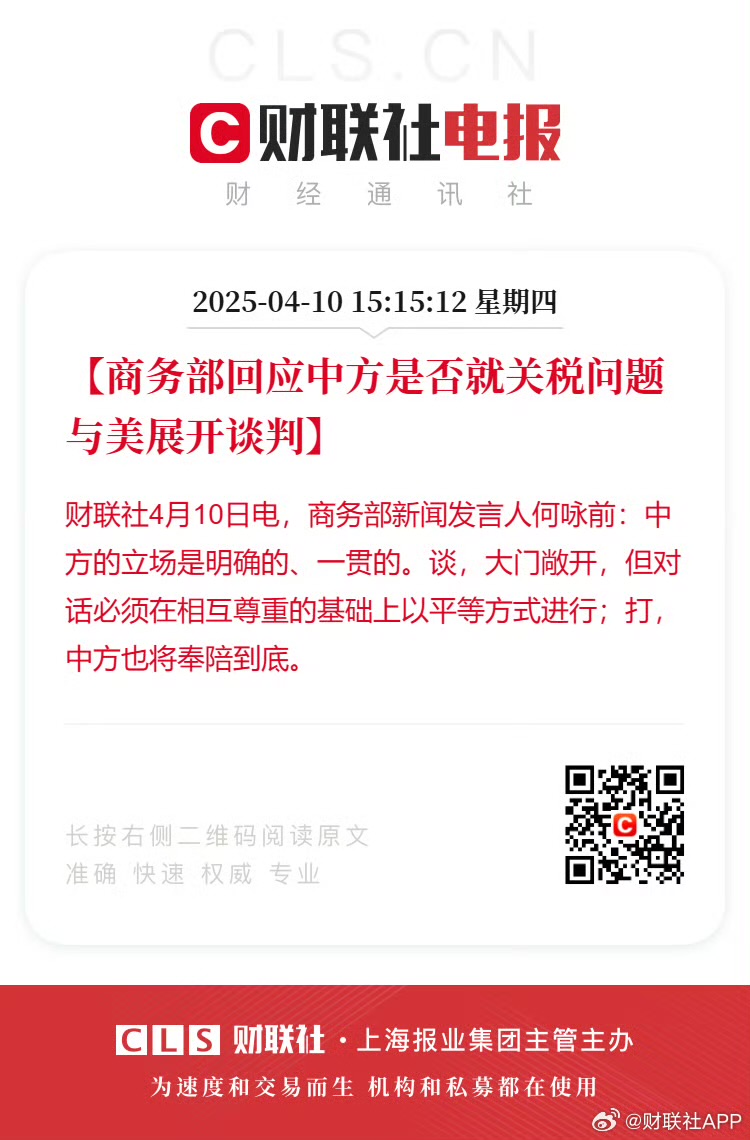 CLS.CN
C 财联社电报
财经通讯社
2025-04-10 15:15:12 星期四
【商务部回应中方是否就关税问题
与美展开谈判】
财联社4月10日电，商务部新闻发言人何咏前：中
方的立场是明确的、一贯的。谈，大门敞开，但对
话必须在相互尊重的基础上以平等方式进行；打，
中方也将奉陪到底。
长按右侧二维码阅读原文
准确 快速 权威 专业
C
CLS 财联社·上海报业集团主管主办
为速度和交易而生 机构和私募都在使用
@财联社APP